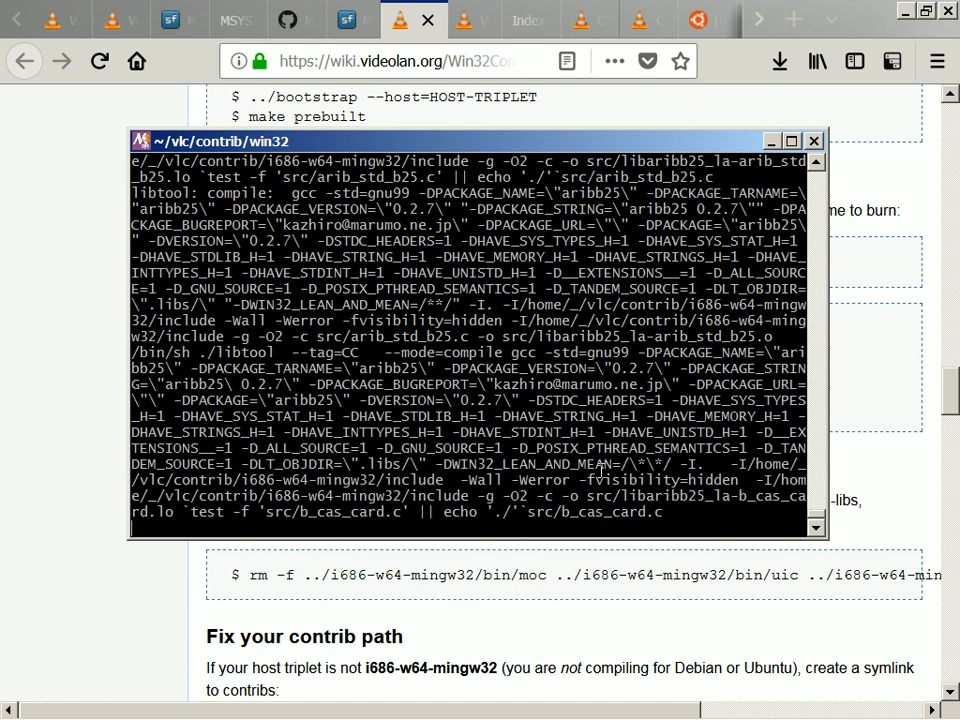 MSYS
Index
https://wiki.videolan.org/Win32Con
$ ../bootstrap --host=HOST-TRIPLET
$ make prebuilt
~/vlc/contrib/win32
e/_/vlc/contrib/i686-w64-mingw32/include -g -O2 -c -o src/libaribb25_la-arib_std
_b25.lo `test -f 'src/arib_std_b25.c' || echo './'`src/arib_std_b25.c
libtool: compile:  gcc -std=gnu99 -DPACKAGE_NAME=\"aribb25\" -DPACKAGE_TARNAME=\
"aribb25\" -DPACKAGE_VERSION=\"0.2.7\" "-DPACKAGE_STRING=\"aribb25 0.2.7\"" -DPA
CKAGE_BUGREPORT=\"kazhiro@marumo.ne.jp\" -DPACKAGE_URL=\"\" -DPACKAGE=\"aribb25\
" -DVERSION=\"0.2.7\" -DSTDC_HEADERS=1 -DHAVE_SYS_TYPES_H=1 -DHAVE_SYS_STAT_H=1
-DHAVE_STDLIB_H=1 -DHAVE_STRING_H=1 -DHAVE_MEMORY_H=1 -DHAVE_STRINGS_H=1 -DHAVE_
INTTYPES_H=1 -DHAVE_STDINT_H=1 -DHAVE_UNISTD_H=1 -D__EXTENSIONS__=1 -D_ALL_SOURC
E=1 -D_GNU_SOURCE=1 -D_POSIX_PTHREAD_SEMANTICS=1 -D_TANDEM_SOURCE=1 -DLT_OBJDIR=
\".libs/\" "-DWIN32_LEAN_AND_MEAN=/**/" -I. -I/home/_/vlc/contrib/i686-w64-mingw
32/include -Wall -Werror -fvisibility=hidden -I/home/_/vlc/contrib/i686-w64-ming
w32/include -g -O2 -c src/arib_std_b25.c -o src/libaribb25_la-arib_std_b25.o
/bin/sh ./libtool  --tag=CC   --mode=compile gcc -std=gnu99 -DPACKAGE_NAME=\"ari
bb25\" -DPACKAGE_TARNAME=\"aribb25\" -DPACKAGE_VERSION=\"0.2.7\" -DPACKAGE_STRIN
G=\"aribb25\ 0.2.7\" -DPACKAGE_BUGREPORT=\"kazhiro@marumo.ne.jp\" -DPACKAGE_URL=
\"\" -DPACKAGE=\"aribb25\" -DVERSION=\"0.2.7\" -DSTDC_HEADERS=1 -DHAVE_SYS_TYPES
_H=1 -DHAVE_SYS_STAT_H=1 -DHAVE_STDLIB_H=1 -DHAVE_STRING_H=1 -DHAVE_MEMORY_H=1 -
DHAVE_STRINGS_H=1 -DHAVE_INTTYPES_H=1 -DHAVE_STDINT_H=1 -DHAVE_UNISTD_H=1 -D__EX
TENSIONS__=1 -D_ALL_SOURCE=1 -D_GNU_SOURCE=1 -D_POSIX_PTHREAD_SEMANTICS=1 -D_TAN
DEM_SOURCE=1 -DLT_OBJDIR=\".libs/\" -DWIN32_LEAN_AND_MEAN=/\*\*/ -I.   -I/home/_
/vlc/contrib/i686-w64-mingw32/include  -Wall -Werror -fvisibility=hidden  -I/hom
e/_/vlc/contrib/i686-w64-mingw32/include -g -O2 -c -o src/libaribb25_la-b_cas_ca
rd.lo `test -f 'src/b_cas_card.c' || echo './'`src/b_cas_card.c
me to burn:
-libs,
$ rm -f ../i686-w64-mingw32/bin/moc ../i686-w64-mingw32/bin/uic ../i686-w64-min
Fix your contrib path
If your host triplet is not i686-w64-mingw32 (you are not compiling for Debian or Ubuntu), create a symlink
to contribs: